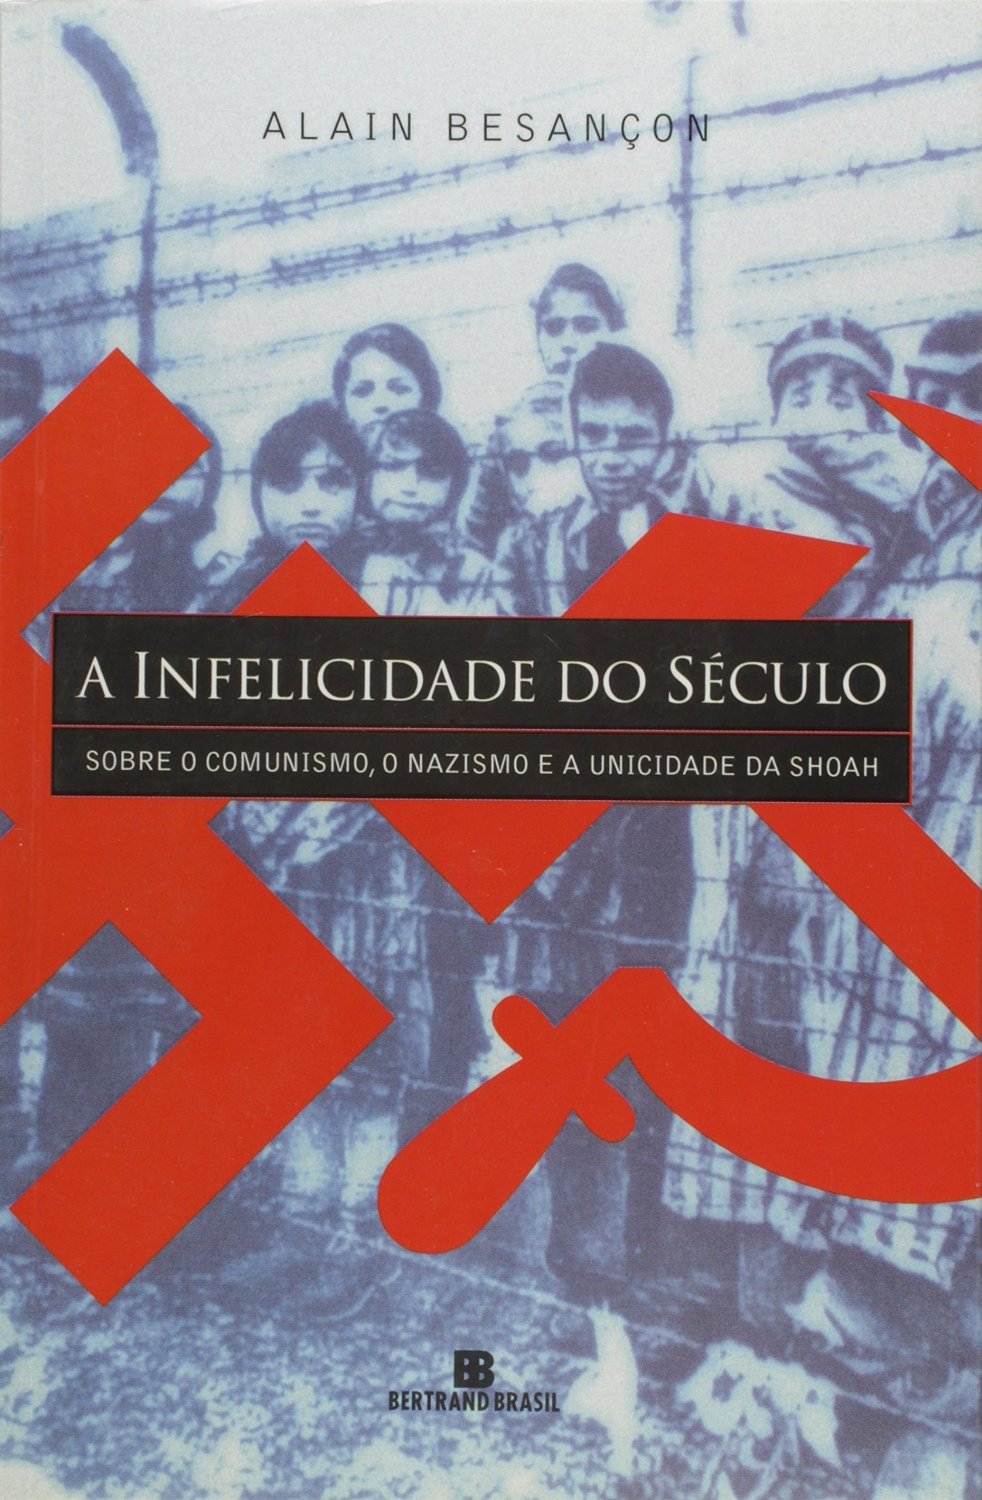 ALAIN BESANÇON
A INFELICIDADE DO SÉCULO
SOBRE O COMUNISMO, O NAZISMO E A UNICIDADE DA SHOAH
BB
BERTRAND BRASIL